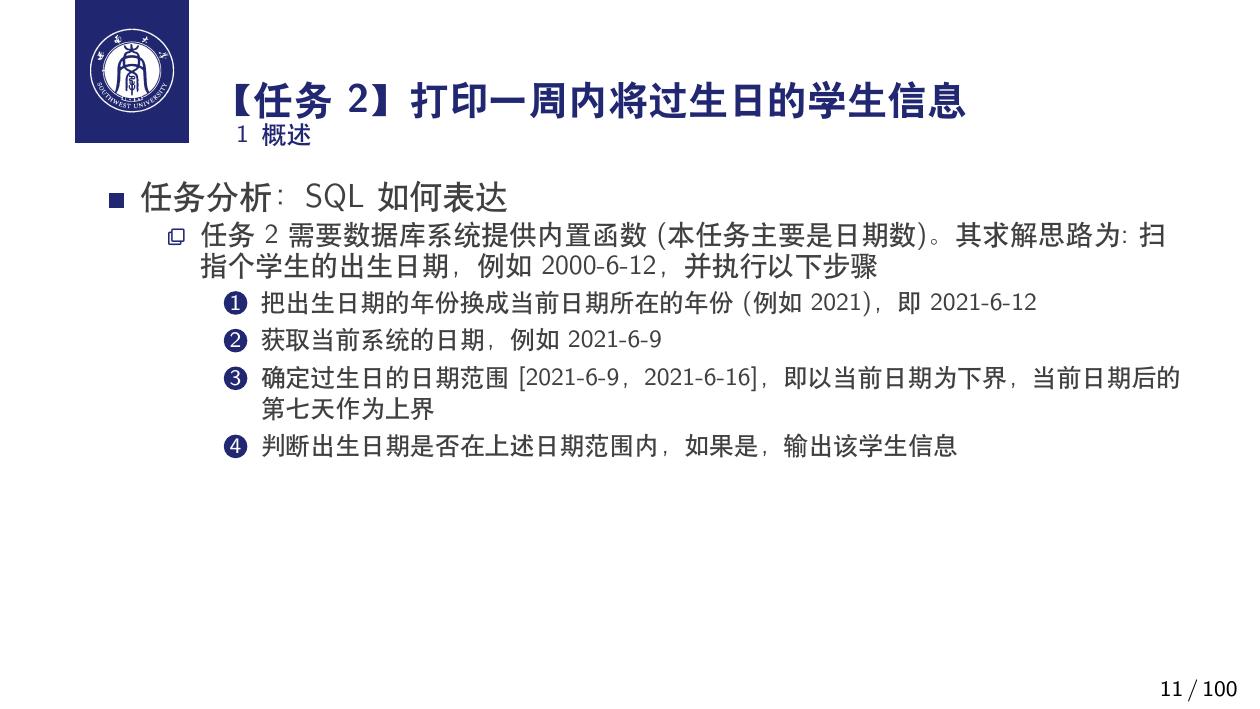 西南大学
SOUTHWEST UNIVERSITY
【任务 2】打印一周内将过生日的学生信息
1 概述
任务分析：SQL 如何表达
任务 2 需要数据库系统提供内置函数 (本任务主要是日期数)。其求解思路为: 扫
指个学生的出生日期，例如 2000-6-12，并执行以下步骤
1 把出生日期的年份换成当前日期所在的年份 (例如 2021)，即 2021-6-12
2 获取当前系统的日期，例如 2021-6-9
3 确定过生日的日期范围 [2021-6-9，2021-6-16]，即以当前日期为下界，当前日期后的
第七天作为上界
4 判断出生日期是否在上述日期范围内，如果是，输出该学生信息
11 / 100